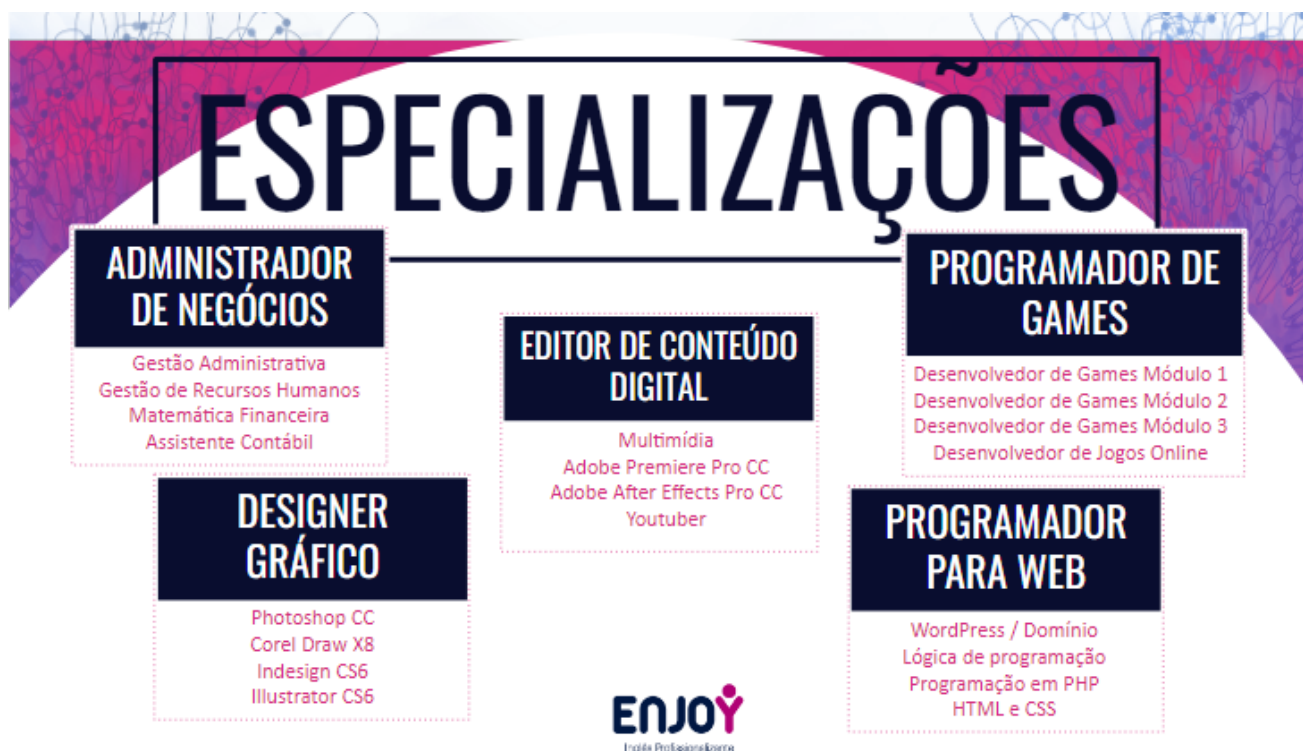 ESPECIALIZAÇÕES
ADMINISTRADOR
DE NEGÓCIOS
Gestão Administrativa
Gestão de Recursos Humanos
Matemática Financeira
Assistente Contábil
DESIGNER
GRÁFICO
Photoshop CC
Corel Draw X8
Indesign CS6
Illustrator CS6
EDITOR DE CONTEÚDO
DIGITAL
Multimídia
Adobe Premiere Pro CC
Adobe After Effects Pro CC
Youtuber
PROGRAMADOR DE
GAMES
Desenvolvedor de Games Módulo 1
Desenvolvedor de Games Módulo 2
Desenvolvedor de Games Módulo 3
Desenvolvedor de Jogos Online
PROGRAMADOR
PARA WEB
WordPress / Domínio
Lógica de programação
Programação em PHP
HTML e CSS
ENJOY
Inglês Profissionalizante